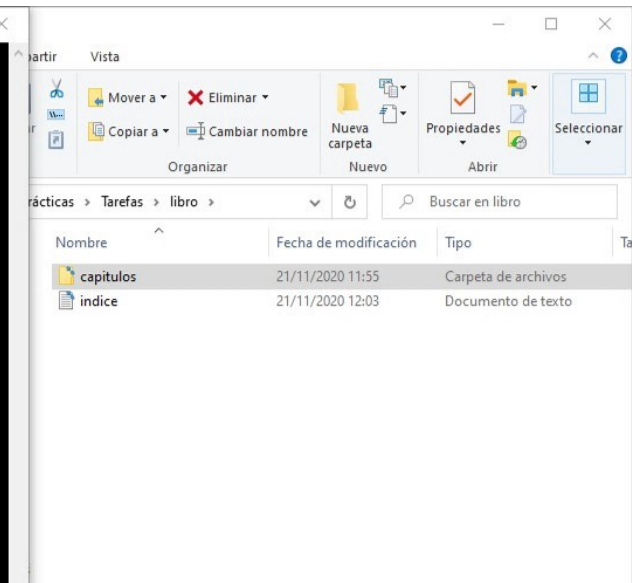 artir Vista
Mover a Eliminar
Copiar a Cambiar nombre
Nueva carpeta
Propiedades
Seleccionar
Organizar Nuevo Abrir
rácticas > Tarefas > libro >
Buscar en libro
Nombre Fecha de modificación Tipo Ta
capitulos 21/11/2020 11:55 Carpeta de archivos
indice 21/11/2020 12:03 Documento de texto